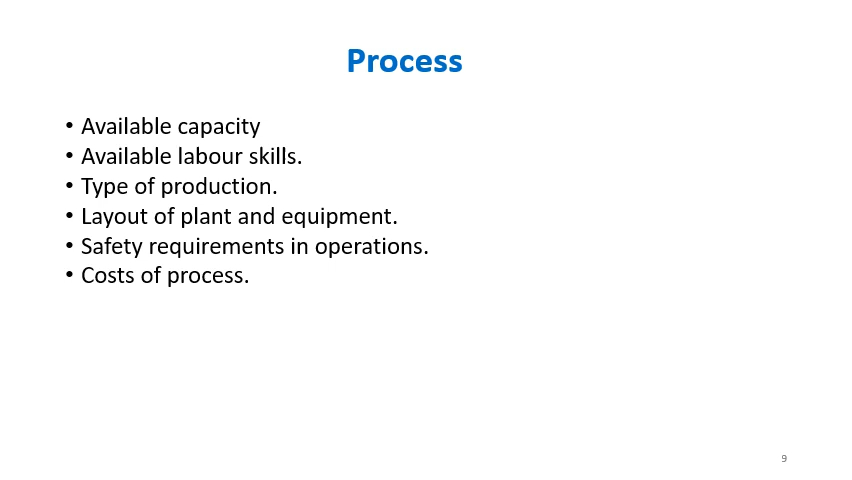 Process
• Available capacity
• Available labour skills.
• Type of production.
• Layout of plant and equipment.
• Safety requirements in operations.
• Costs of process.
9